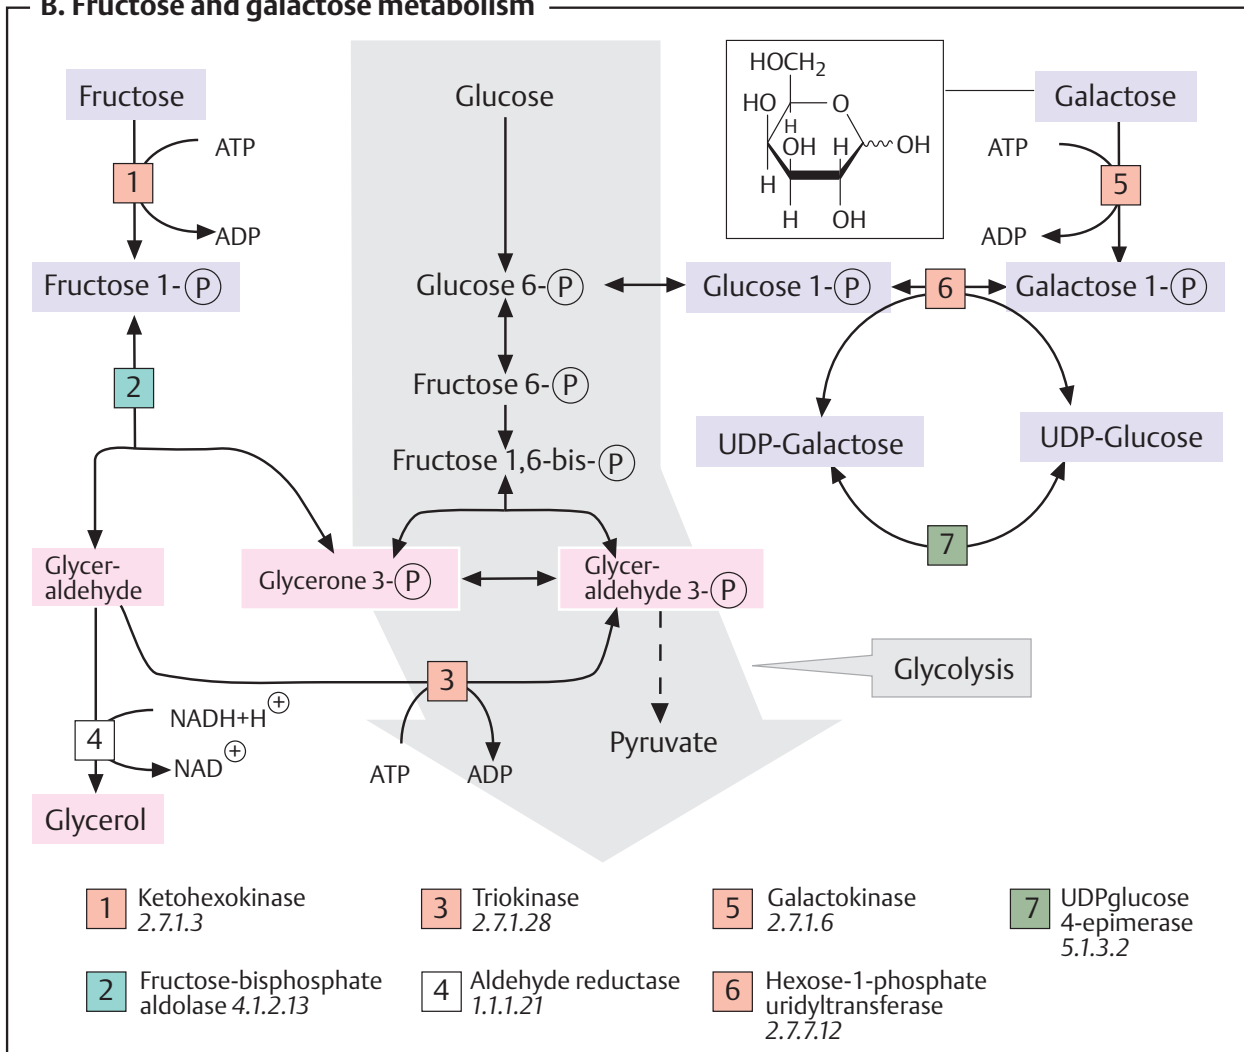 B. Fructose and galactose metabolism
Fructose
ATP
1
ADP
Fructose 1-P
2
Glycer-
aldehyde
NADH+H⊕
4
NAD⊕
Glycerol
Glucose
Glucose 6-P
Fructose 6-P
Fructose 1,6-bis-P
Glycerone 3-P
Glycer-
aldehyde 3-P
3
ATP
ADP
Pyruvate
Glycolysis
HOCH2
HO
O
H
OH
H
OH
H
H
OH
Galactose
ATP
5
ADP
Glucose 1-P
6
Galactose 1-P
UDP-Galactose
UDP-Glucose
7
1
Ketohexokinase
2.7.1.3
2
Fructose-bisphosphate
aldolase 4.1.2.13
3
Triokinase
2.7.1.28
4
Aldehyde reductase
1.1.1.21
5
Galactokinase
2.7.1.6
6
Hexose-1-phosphate
uridyltransferase
2.7.7.12
7
UDPglucose
4-epimerase
5.1.3.2